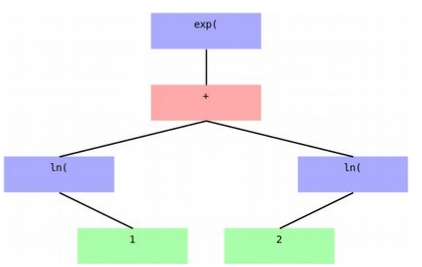 exp(
+
ln( ln(
1 2